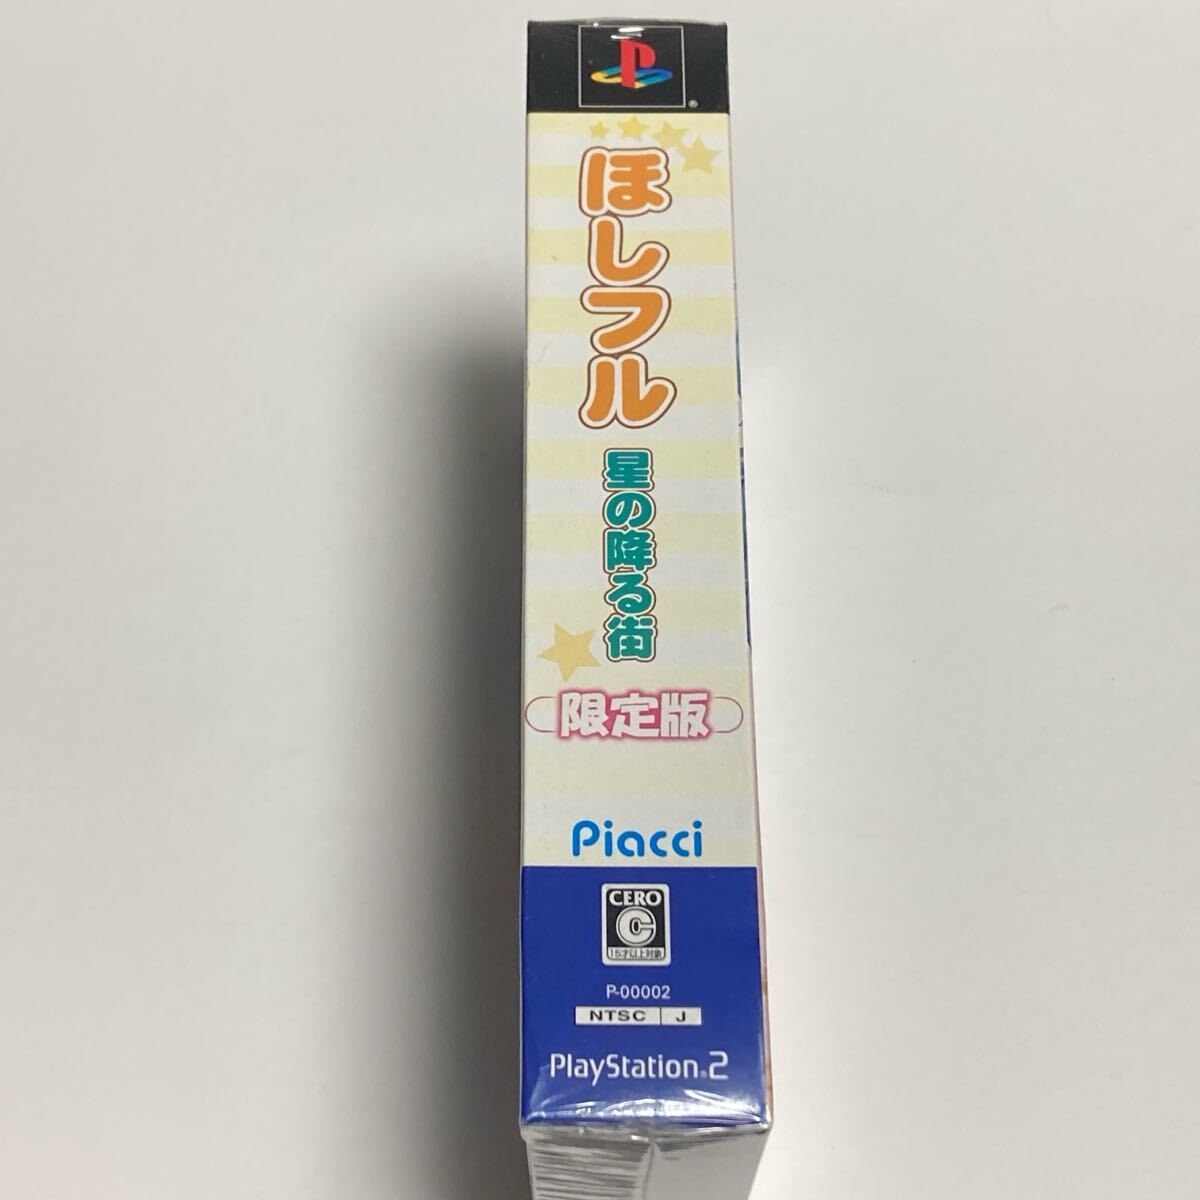 ほしフル
星の降る街
限定版
Piacci
CERO
C
15才以上対象
P-00002
NTSC J
PlayStation®2